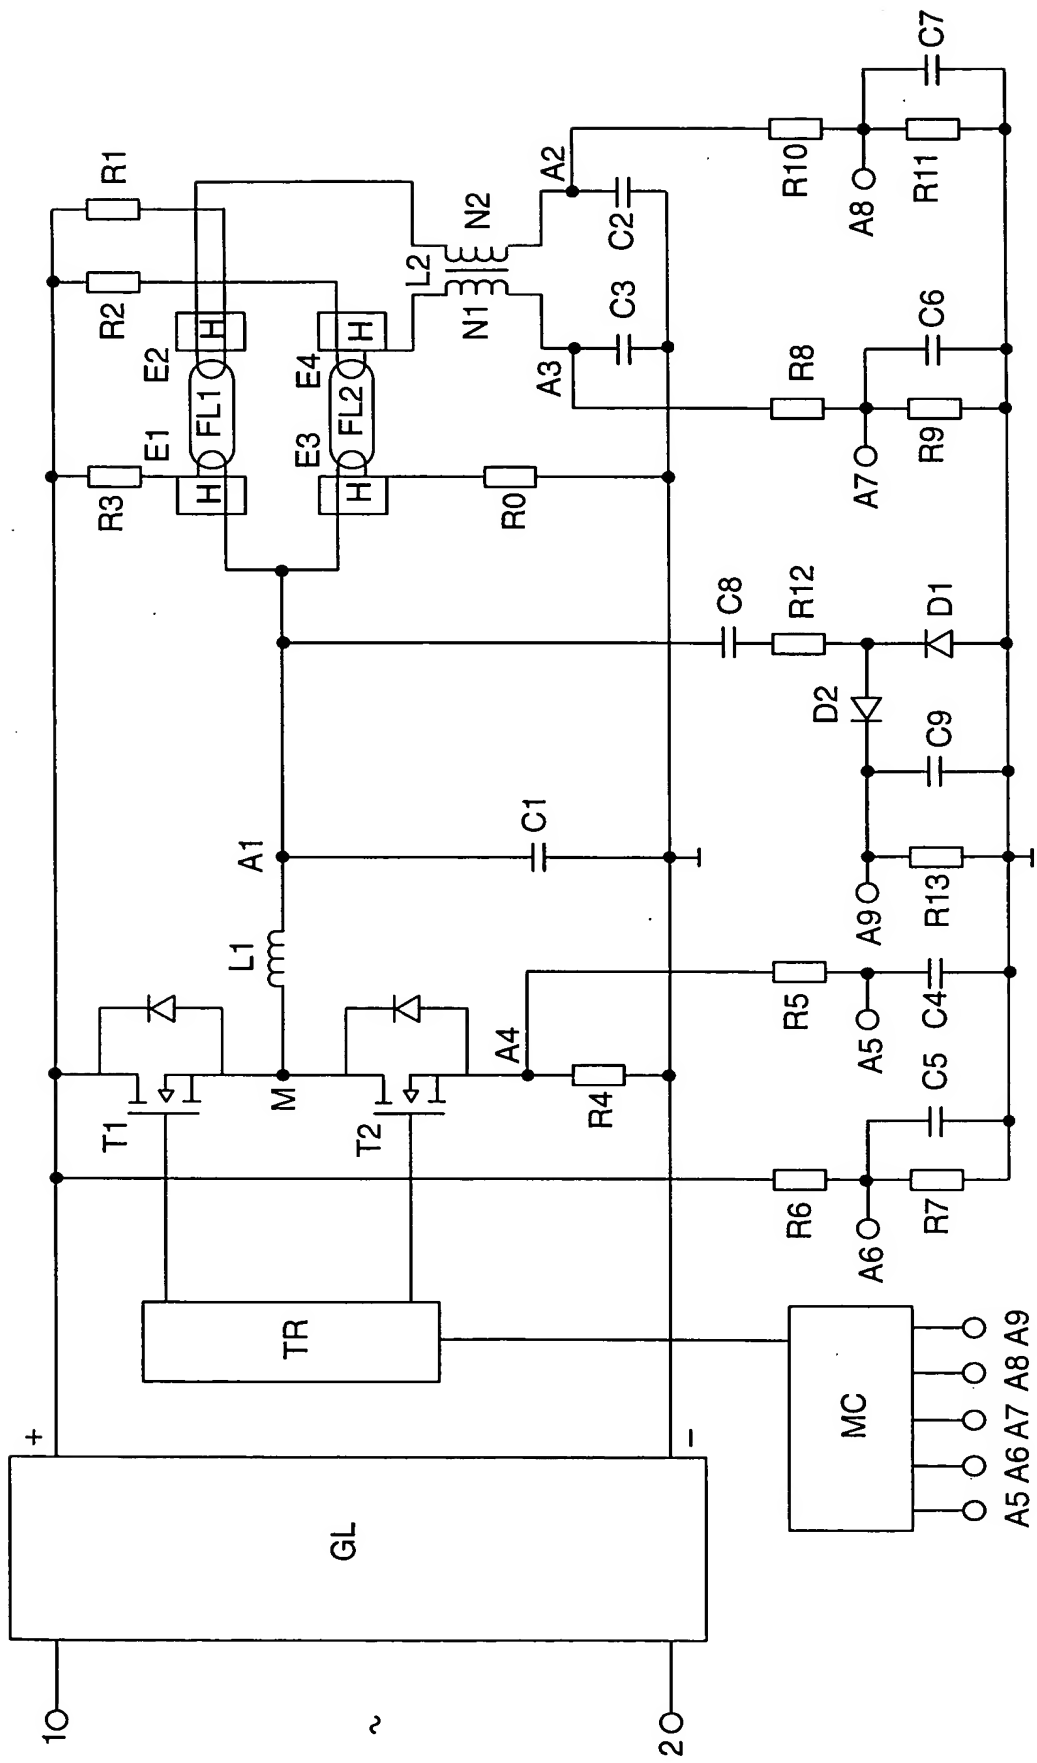 1
~
2
GL
+
-
TR
MC
A5 A6 A7 A8 A9
T1
T2
M
L1
A1
A4
R4
C1
R6
A6
R7
C5
R5
A5
C4
A9
R13
C9
D2
D1
C8
R12
R3
R2
R1
E1
E2
H
FL1
H
E3
E4
H
FL2
H
R0
L2
N1
N2
A3
C3
A2
C2
R8
A7
R9
C6
R10
A8
R11
C7